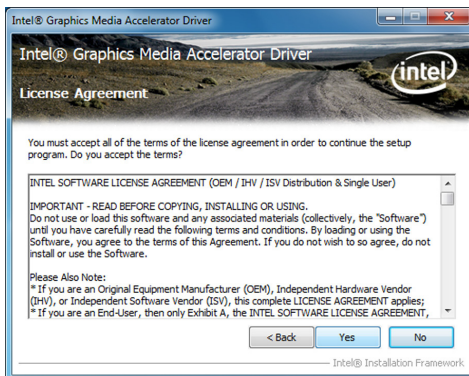 Intel® Graphics Media Accelerator Driver
Intel® Graphics Media Accelerator Driver
intel
License Agreement
You must accept all of the terms of the license agreement in order to continue the setup
program. Do you accept the terms?
INTEL SOFTWARE LICENSE AGREEMENT (OEM / IHV / ISV Distribution & Single User)
IMPORTANT - READ BEFORE COPYING, INSTALLING OR USING.
Do not use or load this software and any associated materials (collectively, the "Software")
until you have carefully read the following terms and conditions. By loading or using the
Software, you agree to the terms of this Agreement. If you do not wish to so agree, do not
install or use the Software.
Please Also Note:
* If you are an Original Equipment Manufacturer (OEM), Independent Hardware Vendor
(IHV), or Independent Software Vendor (ISV), this complete LICENSE AGREEMENT applies;
* If you are an End-User, then only Exhibit A, the INTEL SOFTWARE LICENSE AGREEMENT,
< Back Yes No
Intel® Installation Framework